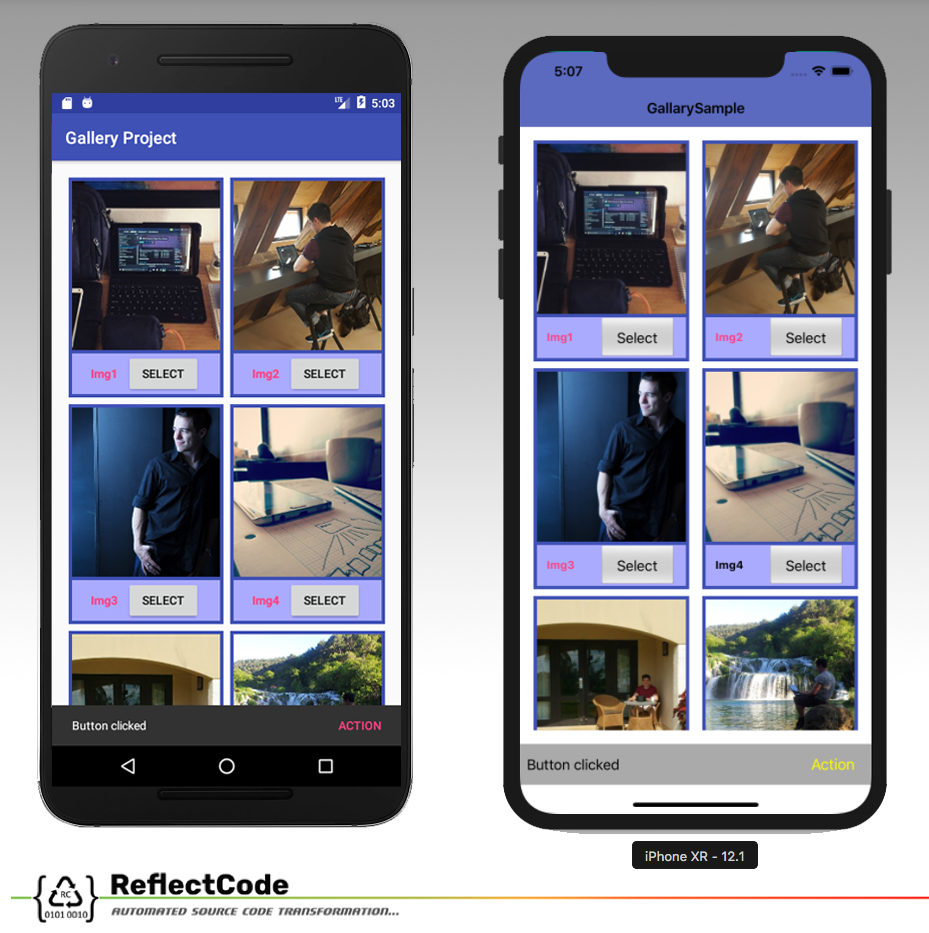 LTE 5:03
Gallery Project
Img1 SELECT
Img2 SELECT
Img3 SELECT
Img4 SELECT
Button clicked ACTION
5:07
GallarySample
Img1 Select
Img2 Select
Img3 Select
Img4 Select
Button clicked Action
iPhone XR - 12.1
RC
0101 0010
ReflectCode
AUTOMATED SOURCE CODE TRANSFORMATION...